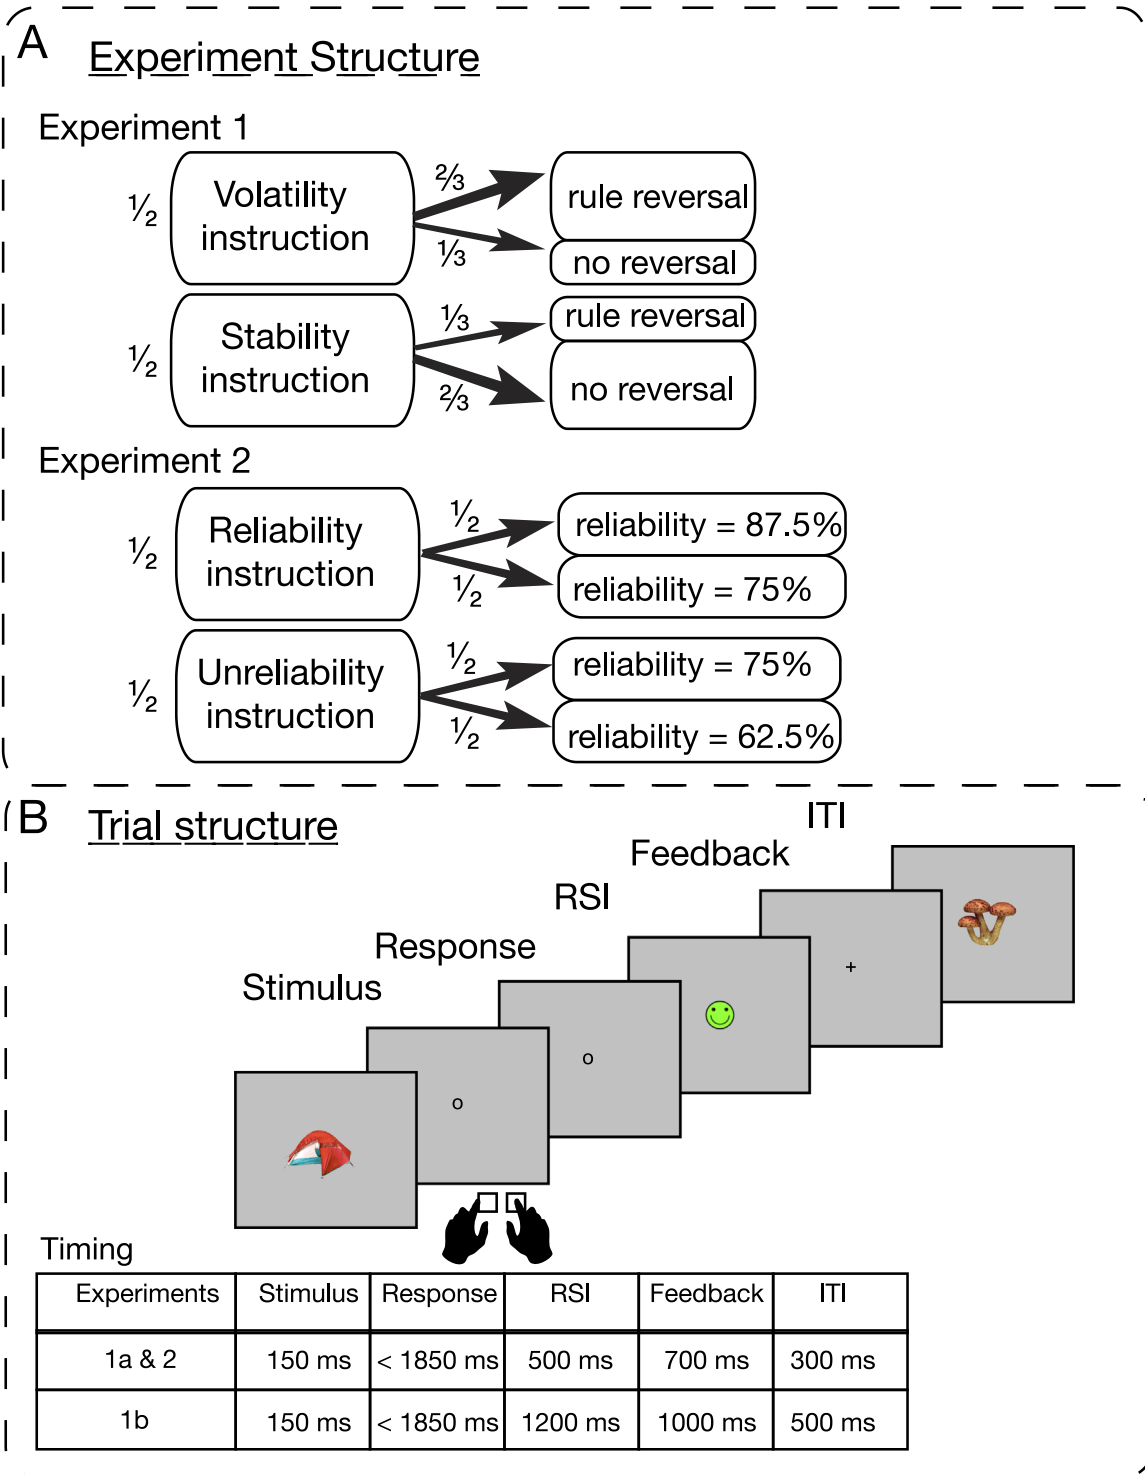 A Experiment Structure
Experiment 1
½ Volatility
instruction
⅔
⅓
rule reversal
no reversal
½ Stability
instruction
⅓
⅔
rule reversal
no reversal
Experiment 2
½ Reliability
instruction
½
½
reliability = 87.5%
reliability = 75%
½ Unreliability
instruction
½
½
reliability = 75%
reliability = 62.5%
B Trial structure
Stimulus
Response
RSI
Feedback
ITI
o
o
+
Timing
Experiments Stimulus Response RSI Feedback ITI
1a & 2 150 ms < 1850 ms 500 ms 700 ms 300 ms
1b 150 ms < 1850 ms 1200 ms 1000 ms 500 ms